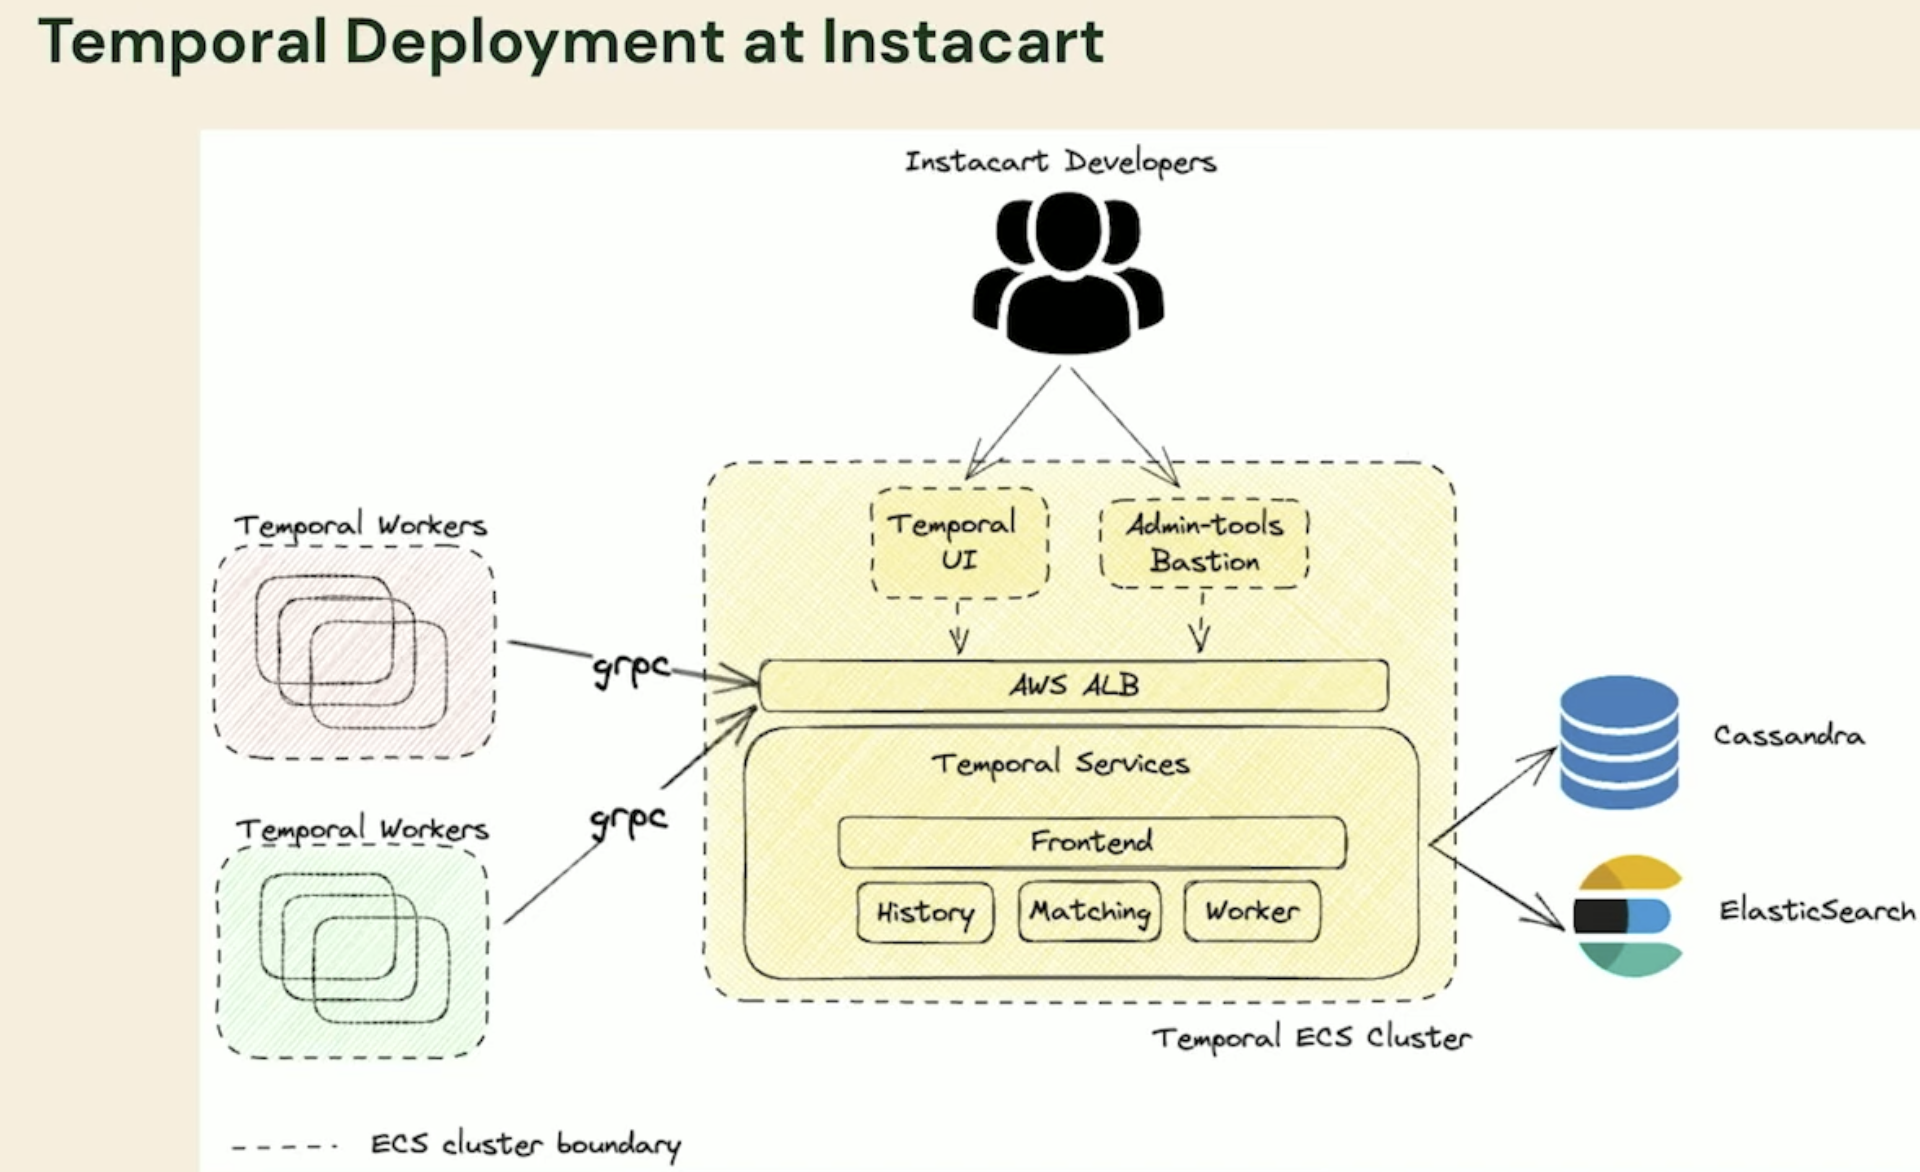 Temporal Deployment at Instacart
Instacart Developers
Temporal Workers
Temporal
UI
Admin-tools
Bastion
grpc
AWS ALB
Temporal Services
Cassandra
grpc
Temporal Workers
Frontend
History
Matching
Worker
ElasticSearch
Temporal ECS Cluster
ECS cluster boundary